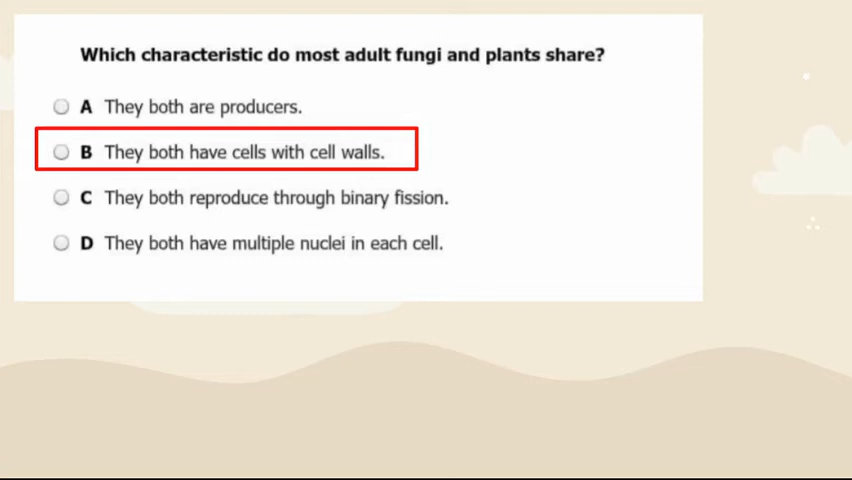 Which characteristic do most adult fungi and plants share?
A They both are producers.
B They both have cells with cell walls.
C They both reproduce through binary fission.
D They both have multiple nuclei in each cell.